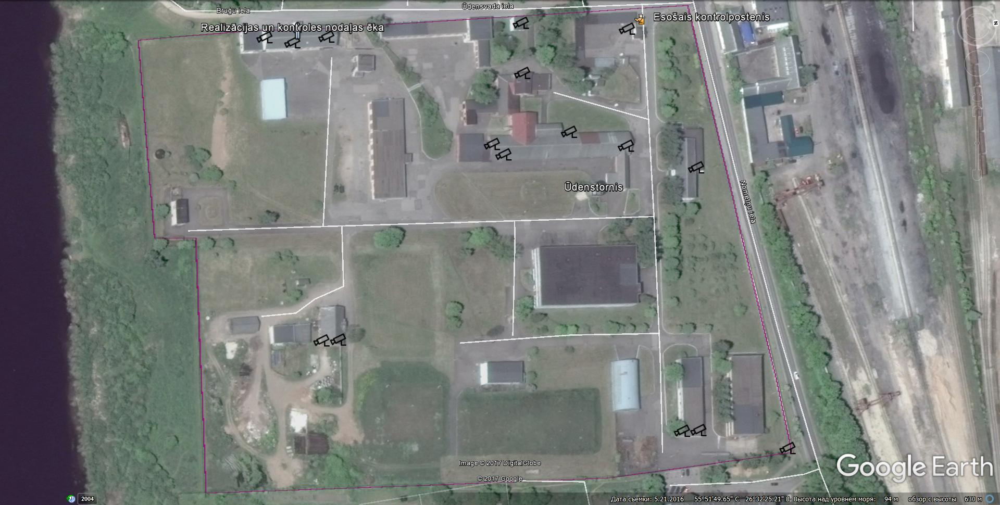 Bruģu iela
Ūdensvada iela
Realizācijas un kontroles nodaļas ēka
Esošais kontrolpostenis
N
Ūdenstornis
Nometņu iela
Image © 2017 DigitalGlobe
© 2017 Google
Google Earth
2004
Дата съемки: 5.21.2016 55°51'49.65" С 26°32'25.21" В Высота над уровнем моря: 94 м обзор с высоты 630 м